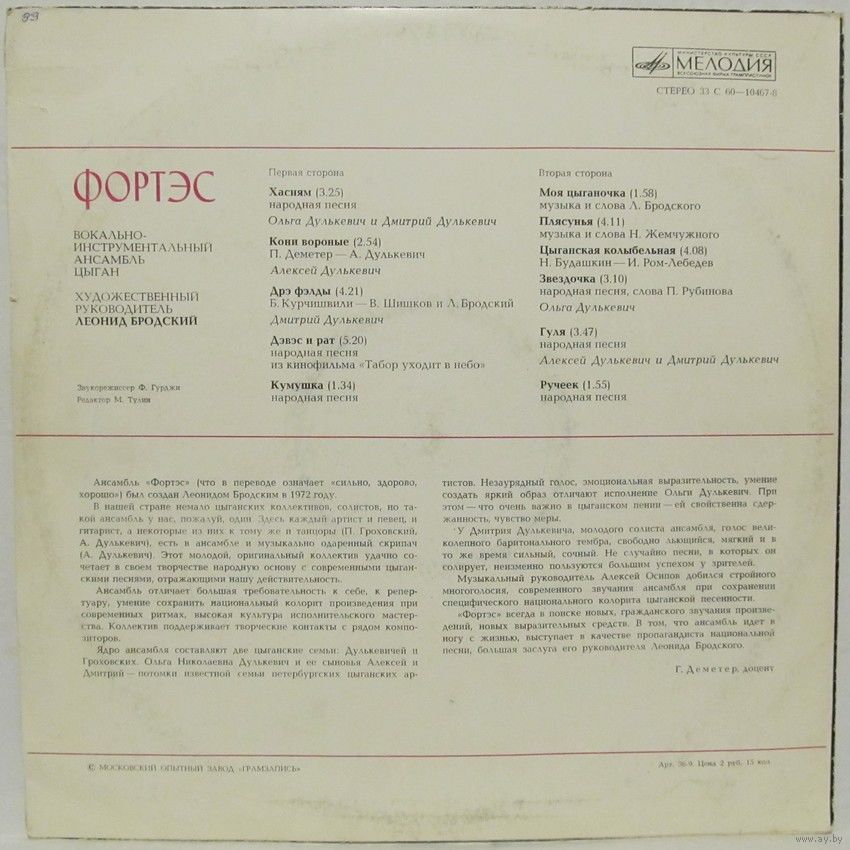 99
МИНИСТЕРСТВО КУЛЬТУРЫ СССР
МЕЛОДИЯ
ВСЕСОЮЗНАЯ ФИРМА ГРАМПЛАСТИНОК
СТЕРЕО 33 С 60—10467-8
ФОРТЭС
ВОКАЛЬНО-
ИНСТРУМЕНТАЛЬНЫЙ
АНСАМБЛЬ
ЦЫГАН
ХУДОЖЕСТВЕННЫЙ
РУКОВОДИТЕЛЬ
ЛЕОНИД БРОДСКИЙ
Звукорежиссер Ф. Гурджи
Редактор М. Тулин
Первая сторона
Хасиям (3.25)
народная песня
Ольга Дулькевич и Дмитрий Дулькевич
Кони вороные (2.54)
П. Деметер — А. Дулькевич
Алексей Дулькевич
Дрэ фэлды (4.21)
Б. Курчишвили — В. Шишков и Л. Бродский
Дмитрий Дулькевич
Дэвэс и рат (5.20)
народная песня
из кинофильма «Табор уходит в небо»
Кумушка (1.34)
народная песня
Вторая сторона
Моя цыганочка (1.58)
музыка и слова Л. Бродского
Плясунья (4.11)
музыка и слова Н. Жемчужного
Цыганская колыбельная (4.08)
Н. Будашкин — И. Ром-Лебедев
Звездочка (3.10)
народная песня, слова П. Рубинова
Ольга Дулькевич
Гуля (3.47)
народная песня
Алексей Дулькевич и Дмитрий Дулькевич
Ручеек (1.55)
народная песня
Ансамбль «Фортэс» (что в переводе означает «сильно, здорово,
хорошо») был создан Леонидом Бродским в 1972 году.
В нашей стране немало цыганских коллективов, солистов, но та-
кой ансамбль у нас, пожалуй, один. Здесь каждый артист и певец, и
гитарист, а некоторые из них к тому же и танцоры (П. Гроховский,
А. Дулькевич), есть в ансамбле и музыкально одаренный скрипач
(А. Дулькевич). Этот молодой, оригинальный коллектив удачно со-
четает в своем творчестве народную основу с современными цыган-
скими песнями, отражающими нашу действительность.
Ансамбль отличает большая требовательность к себе, к репер-
туару, умение сохранить национальный колорит произведения при
современных ритмах, высокая культура исполнительского мастер-
ства. Коллектив поддерживает творческие контакты с рядом компо-
зиторов.
Ядро ансамбля составляют две цыганские семьи: Дулькевичей и
Гроховских. Ольга Николаевна Дулькевич и ее сыновья Алексей и
Дмитрий — потомки известной семьи петербургских цыганских ар-
тистов. Незаурядный голос, эмоциональная выразительность, умение
создать яркий образ отличают исполнение Ольги Дулькевич. При
этом — что очень важно в цыганском пении — ей свойственна сдер-
жанность, чувство меры.
У Дмитрия Дулькевича, молодого солиста ансамбля, голос вели-
колепного баритонального тембра, свободно льющийся, мягкий и в
то же время сильный, сочный. Не случайно песни, в которых он
солирует, неизменно пользуются большим успехом у зрителей.
Музыкальный руководитель Алексей Осипов добился стройного
многоголосия, современного звучания ансамбля при сохранении
специфического национального колорита цыганской песенности.
«Фортэс» всегда в поиске новых, гражданского звучания произве-
дений, новых выразительных средств. В том, что ансамбль идет в
ногу с жизнью, выступает в качестве пропагандиста национальной
песни, большая заслуга его руководителя Леонида Бродского.
Г. Деметер, доцент
© МОСКОВСКИЙ ОПЫТНЫЙ ЗАВОД «ГРАМЗАПИСЬ»
Арт. 36-9. Цена 2 руб. 15 коп.
www.ay.by